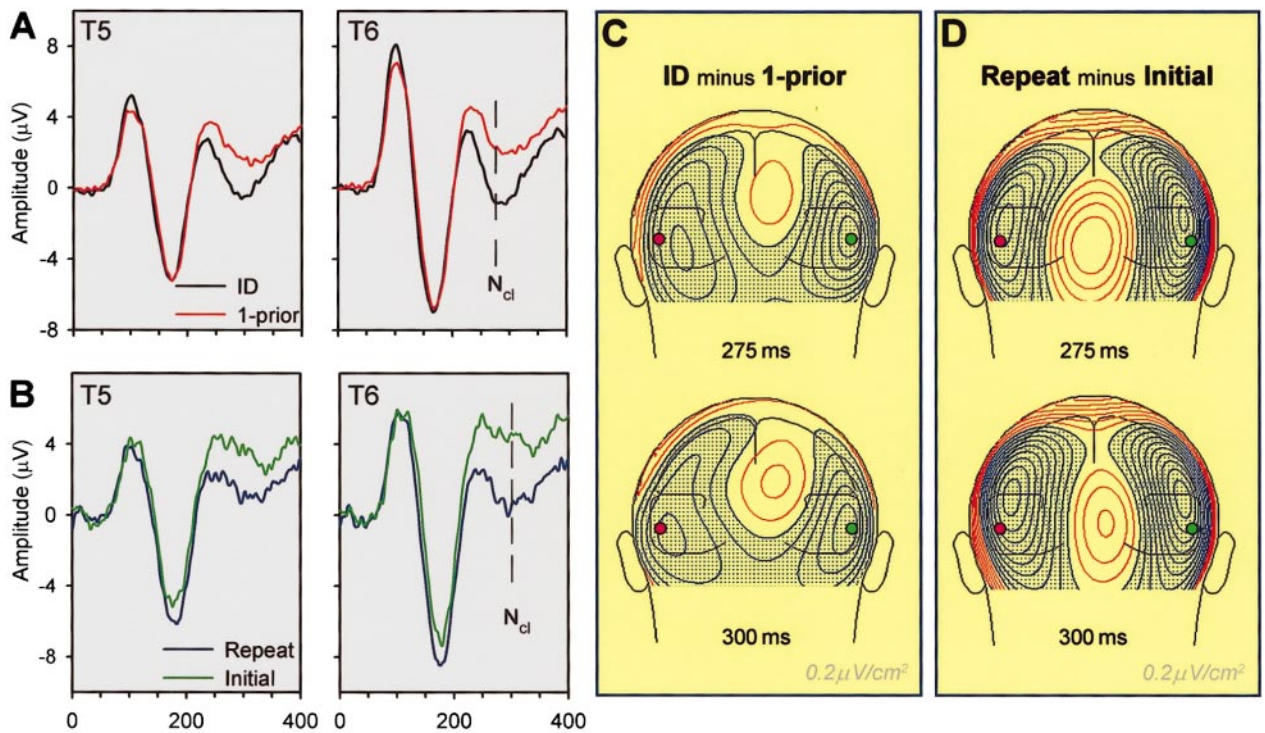 A
T5
T6
8
4
0
-4
-8
Amplitude (μV)
ID
1-prior
N_cl
B
T5
T6
4
0
-4
-8
Amplitude (μV)
Repeat
Initial
N_cl
0 200 400
0 200 400
C
ID minus 1-prior
275 ms
300 ms
0.2μV/cm²
D
Repeat minus Initial
275 ms
300 ms
0.2μV/cm²